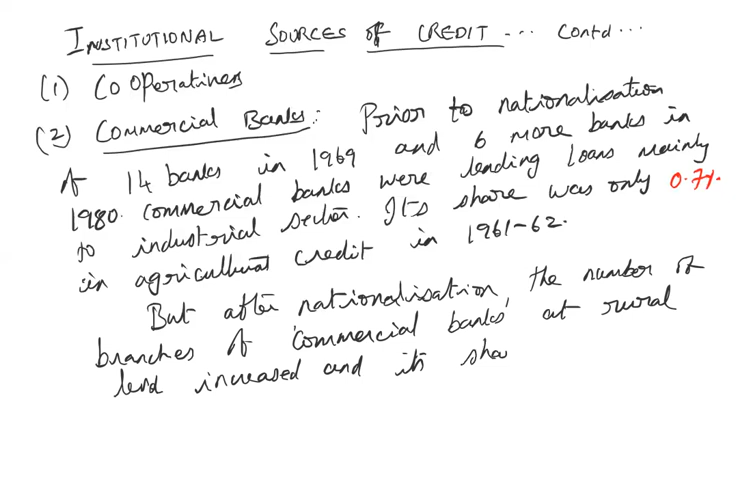 INSTITUTIONAL SOURCES OF CREDIT ... Contd ...
(1) Cooperatives
(2) Commercial Banks : Prior to nationalisation
of 14 banks in 1969 and 6 more banks in
1980. Commercial banks were lending loans mainly
to industrial sector. It's share was only 0.7%.
in agricultural credit in 1961-62.
But after nationalisation, the number of
branches of commercial banks at rural
level increased and its sha